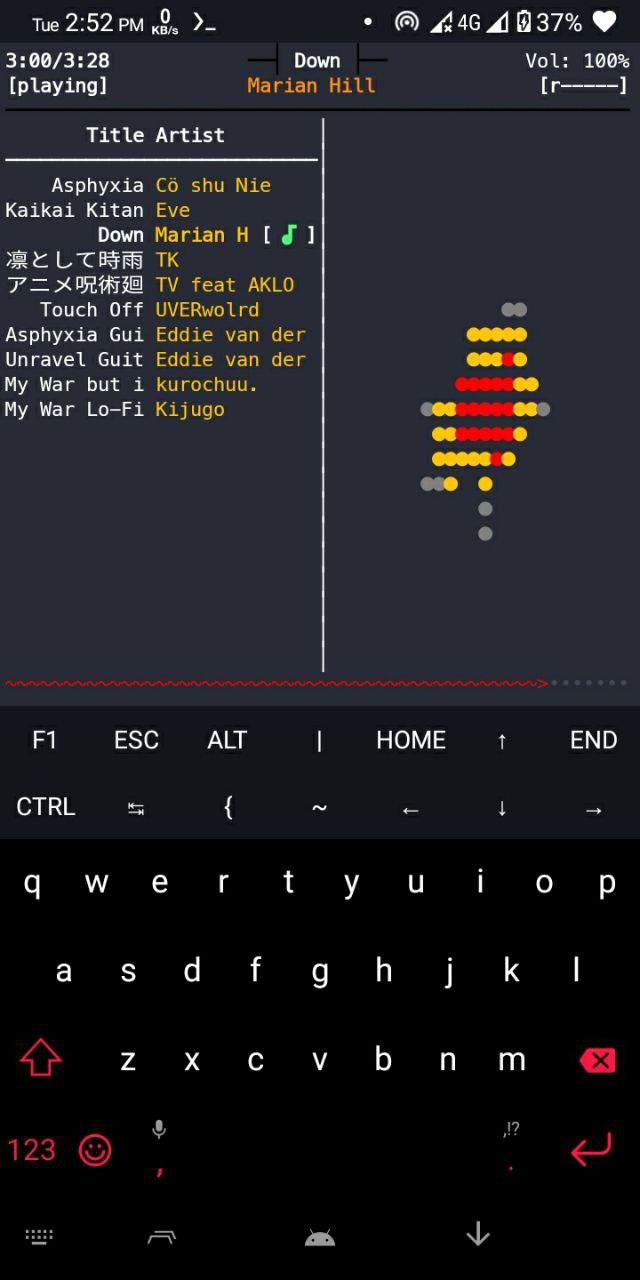 Tue 2:52 PM 0 KB/s 4G 37%
3:00/3:28 Down Vol: 100%
[playing] Marian Hill [r-----]
Title Artist
Asphyxia Cö shu Nie
Kaikai Kitan Eve
Down Marian H [ ♪ ]
凛として時雨 TK
アニメ呪術廻 TV feat AKLO
Touch Off UVERwolrd
Asphyxia Gui Eddie van der
Unravel Guit Eddie van der
My War but i kurochuu.
My War Lo-Fi Kijugo
F1 ESC ALT | HOME ↑ END
CTRL ↹ { ~ ← ↓ →
q w e r t y u i o p
a s d f g h j k l
z x c v b n m
,!?
123 , .